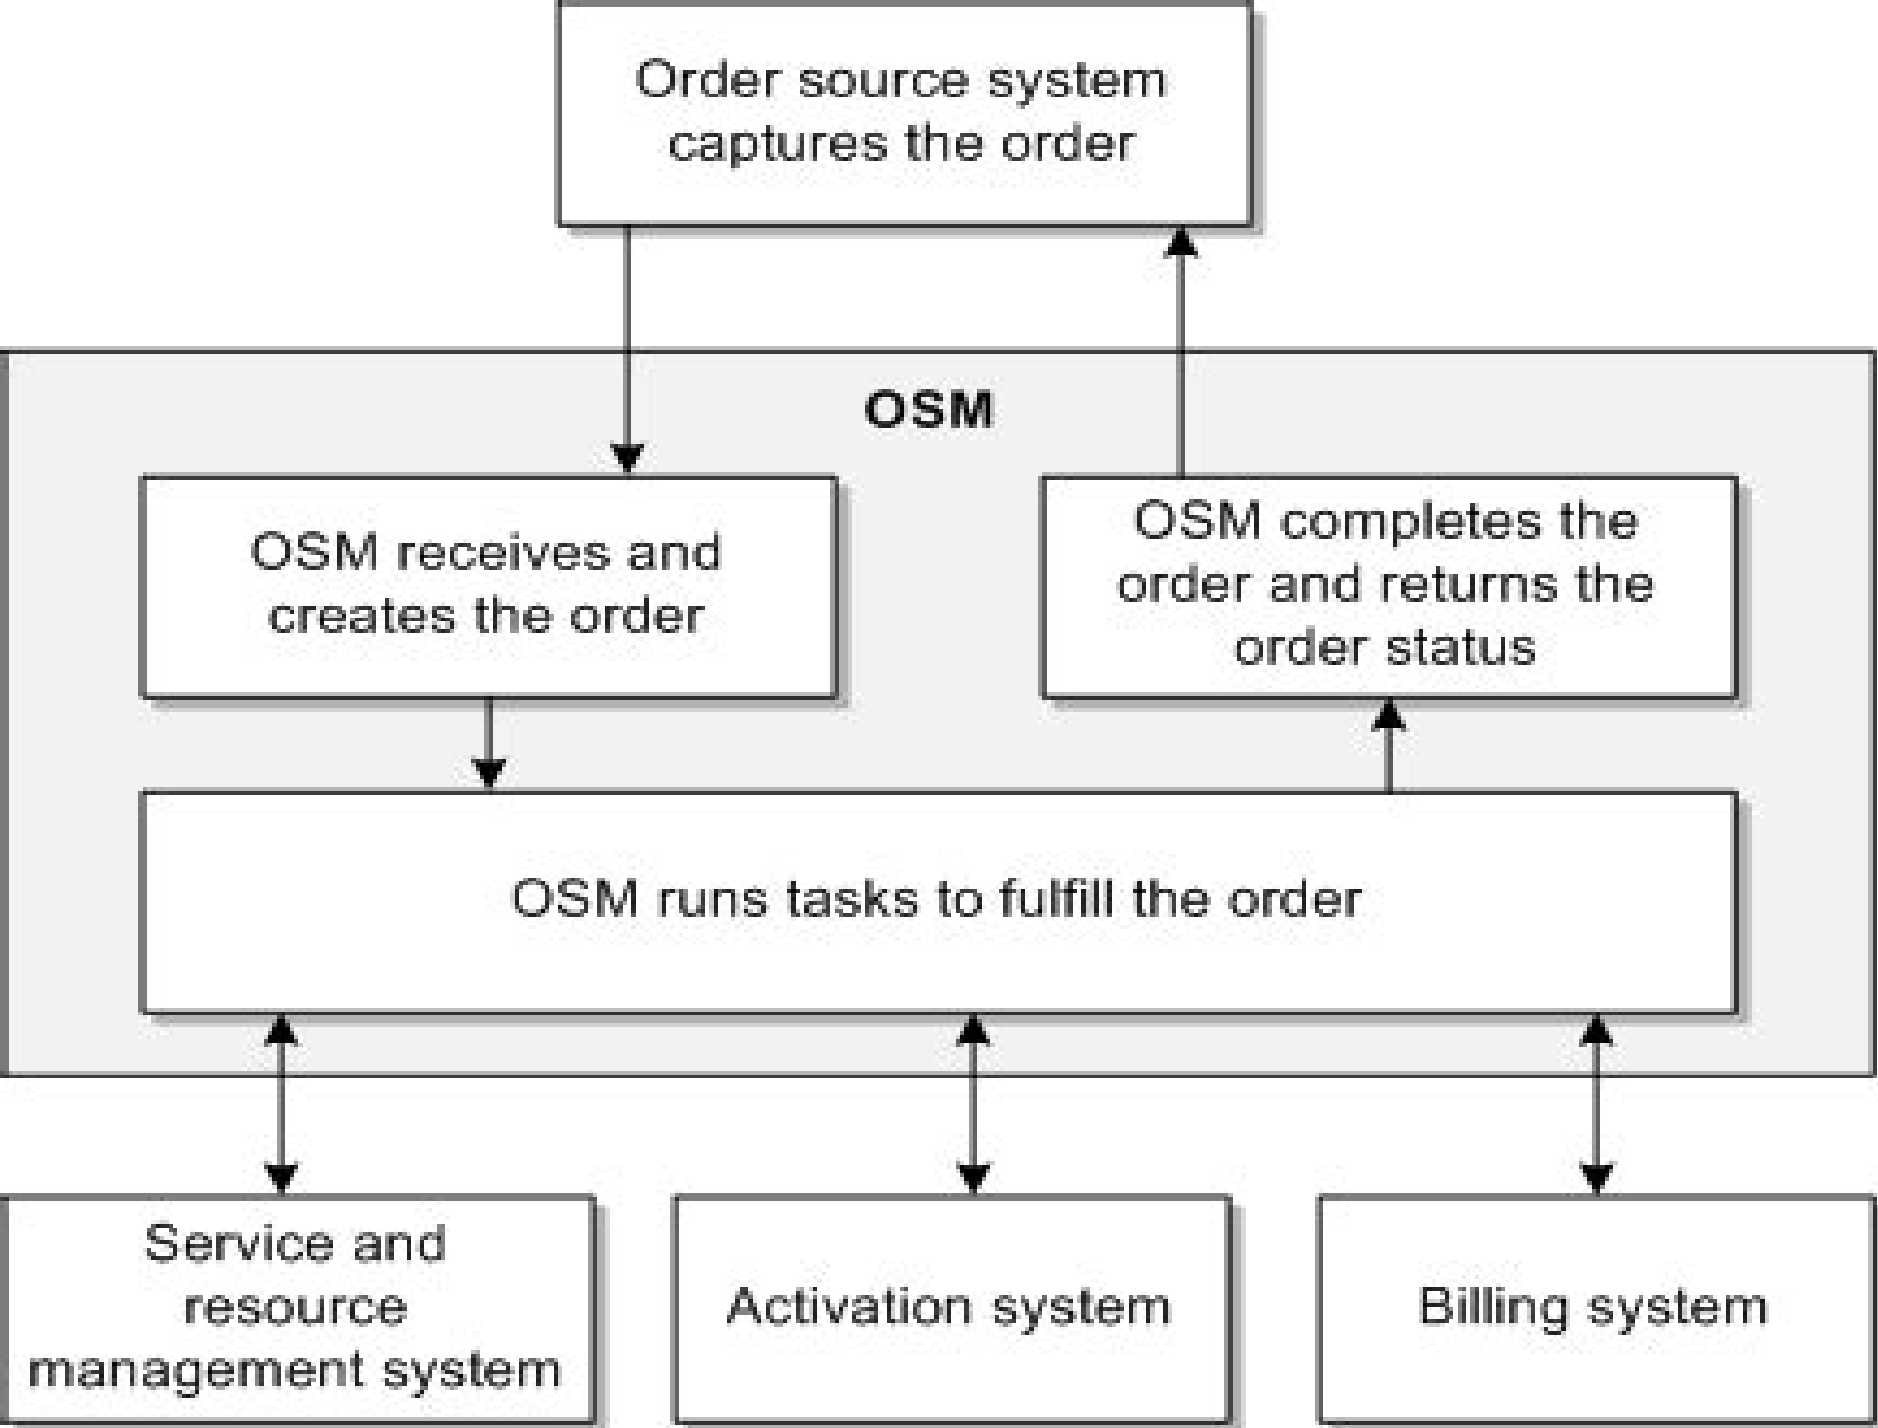 Order source system
captures the order
OSM
OSM receives and
creates the order
OSM completes the
order and returns the
order status
OSM runs tasks to fulfill the order
Service and
resource
management system
Activation system
Billing system